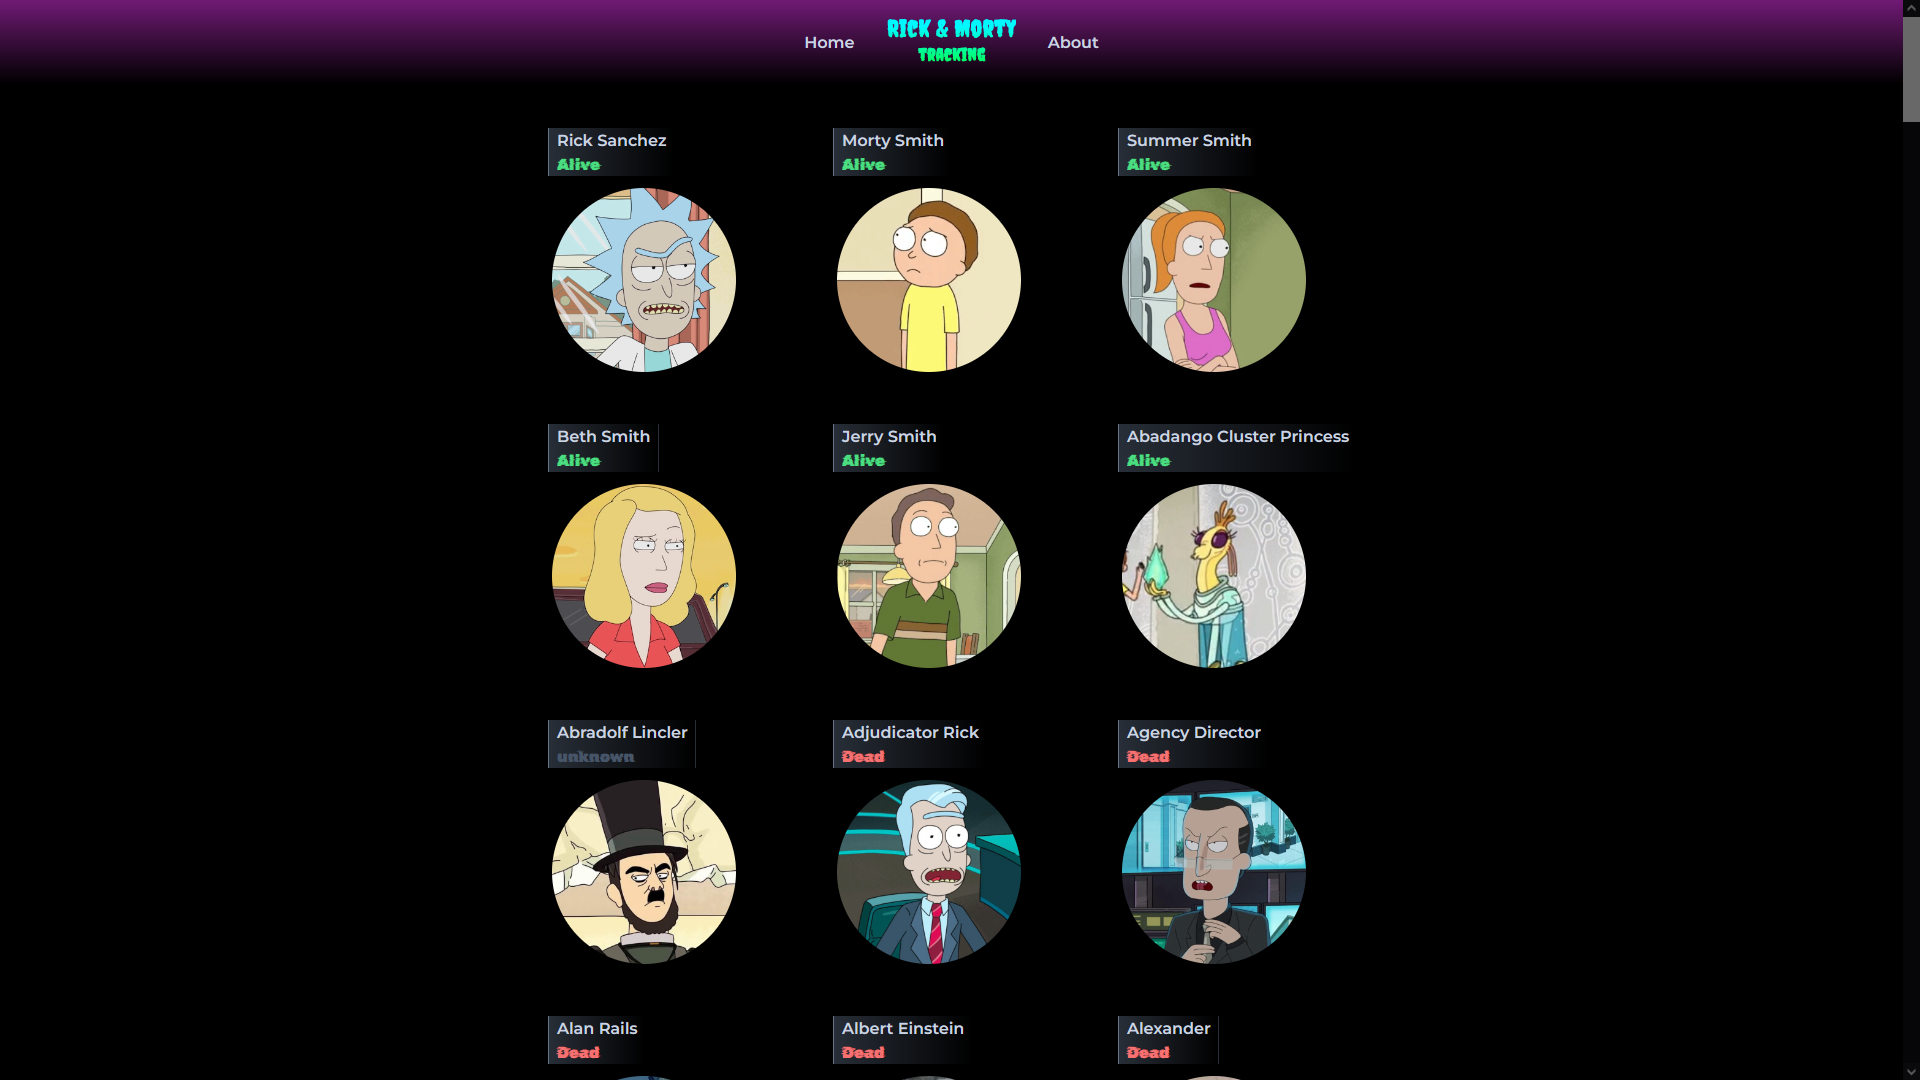 Home
RICK & MORTY
TRACKING
About
Rick Sanchez
Alive
Morty Smith
Alive
Summer Smith
Alive
Beth Smith
Alive
Jerry Smith
Alive
Abadango Cluster Princess
Alive
Abradolf Lincler
unknown
Adjudicator Rick
Dead
Agency Director
Dead
Alan Rails
Dead
Albert Einstein
Dead
Alexander
Dead